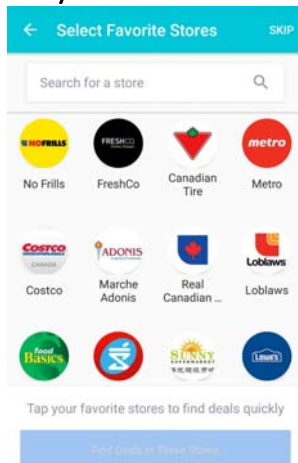 ← Select Favorite Stores SKIP
Search for a store
NOFRILLS FRESHCO metro
No Frills FreshCo Canadian Tire Metro
COSTCO CANADA ADONIS Loblaws
Costco Marche Adonis Real Canadian ... Loblaws
food Basics SUNNY SUPERMARKET LOWE'S
Tap your favorite stores to find deals quickly
Find Deals at These Stores